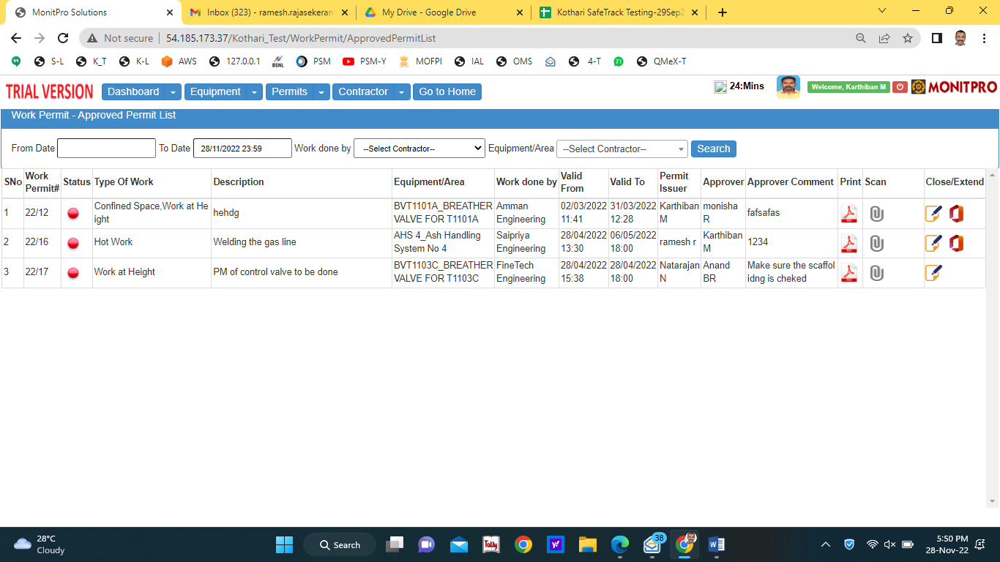 MonitPro Solutions
Inbox (323) - ramesh.rajasekeran
My Drive - Google Drive
Kothari SafeTrack Testing-29Sep2
Not secure
54.185.173.37/Kothari_Test/WorkPermit/ApprovedPermitList
S-L
K_T
K-L
AWS
127.0.0.1
BSNL
PSM
PSM-Y
MOFPI
IAL
OMS
4-T
71
QMeX-T
TRIAL VERSION
Dashboard
Equipment
Permits
Contractor
Go to Home
24:Mins
Welcome, Karthiban M
MONITPRO
Work Permit - Approved Permit List
From Date
To Date
28/11/2022 23:59
Work done by
--Select Contractor--
Equipment/Area
--Select Contractor--
Search
SNo
Work
Permit#
Status
Type Of Work
Description
Equipment/Area
Work done by
Valid
From
Valid To
Permit
Issuer
Approver
Approver Comment
Print
Scan
Close/Extend
1
22/12
Confined Space,Work at He
ight
hehdg
BVT1101A_BREATHER
VALVE FOR T1101A
Amman
Engineering
02/03/2022
11:41
31/03/2022
12:28
Karthiban
M
monisha
R
fafsafas
2
22/16
Hot Work
Welding the gas line
AHS 4_Ash Handling
System No 4
Saipriya
Engineering
28/04/2022
13:30
06/05/2022
18:00
ramesh r
Karthiban
M
1234
3
22/17
Work at Height
PM of control valve to be done
BVT1103C_BREATHER
VALVE FOR T1103C
FineTech
Engineering
28/04/2022
15:38
28/04/2022
18:00
Natarajan
N
Anand
BR
Make sure the scaffol
idng is cheked
28°C
Cloudy
Search
Tally
38
5:50 PM
28-Nov-22